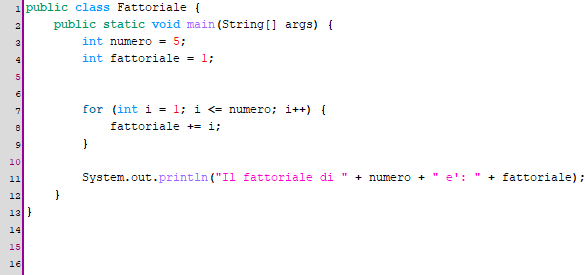 1 public class Fattoriale {
2     public static void main(String[] args) {
3         int numero = 5;
4         int fattoriale = 1;
5
6
7         for (int i = 1; i <= numero; i++) {
8             fattoriale += i;
9         }
10
11         System.out.println("Il fattoriale di " + numero + " e': " + fattoriale);
12     }
13 }
14
15
16